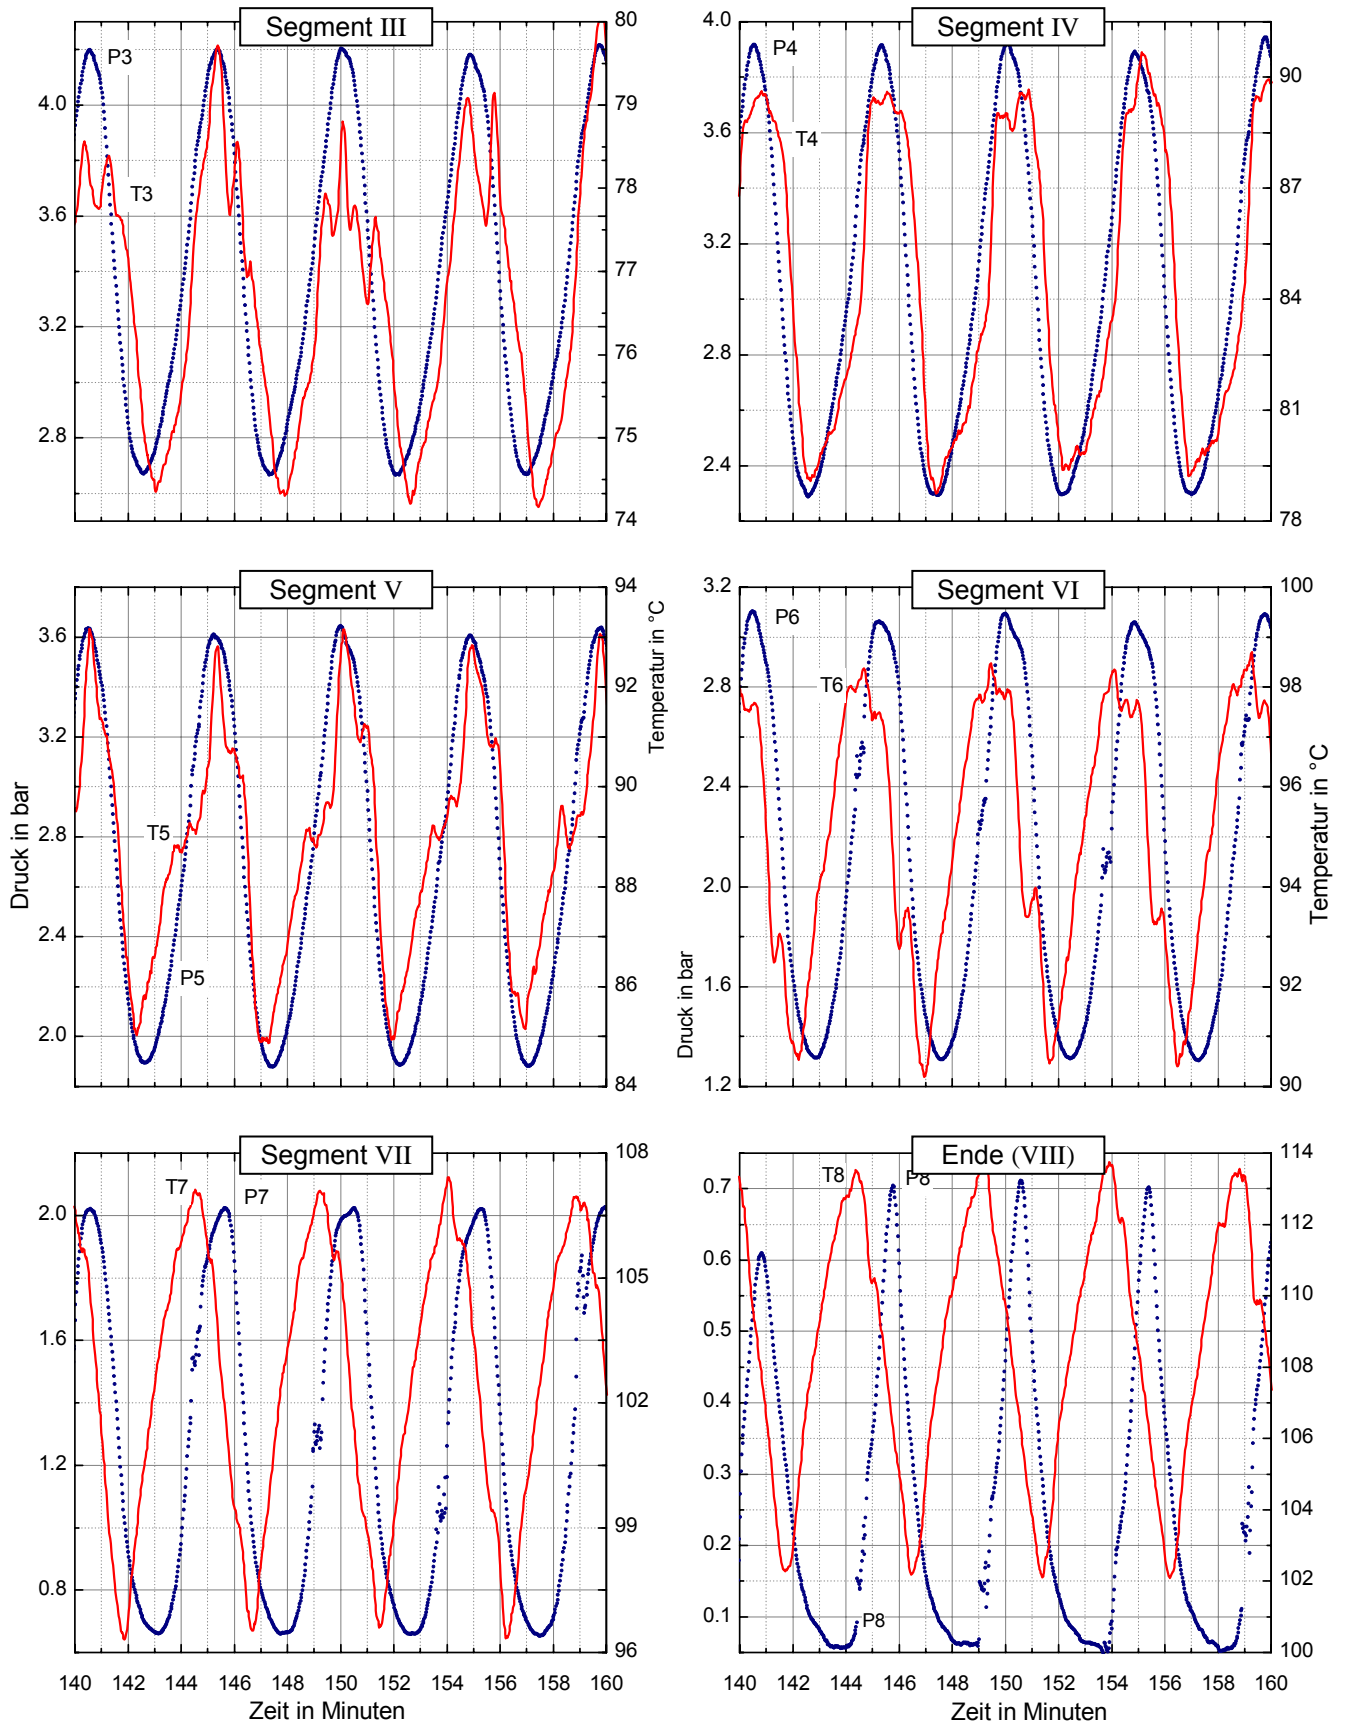 Segment III
4.0
3.6
3.2
2.8
80
79
78
77
76
75
74
P3
T3
Segment IV
4.0
3.6
3.2
2.8
2.4
90
87
84
81
78
P4
T4
Segment V
3.6
3.2
2.8
2.4
2.0
94
92
90
88
86
84
T5
P5
Druck in bar
Temperatur in °C
Segment VI
3.2
2.8
2.4
2.0
1.6
1.2
100
98
96
94
92
90
P6
T6
Druck in bar
Temperatur in °C
Segment VII
2.0
1.6
1.2
0.8
108
105
102
99
96
T7
P7
140 142 144 146 148 150 152 154 156 158 160
Zeit in Minuten
Ende (VIII)
0.7
0.6
0.5
0.4
0.3
0.2
0.1
114
112
110
108
106
104
102
100
T8
P8
P8
140 142 144 146 148 150 152 154 156 158 160
Zeit in Minuten